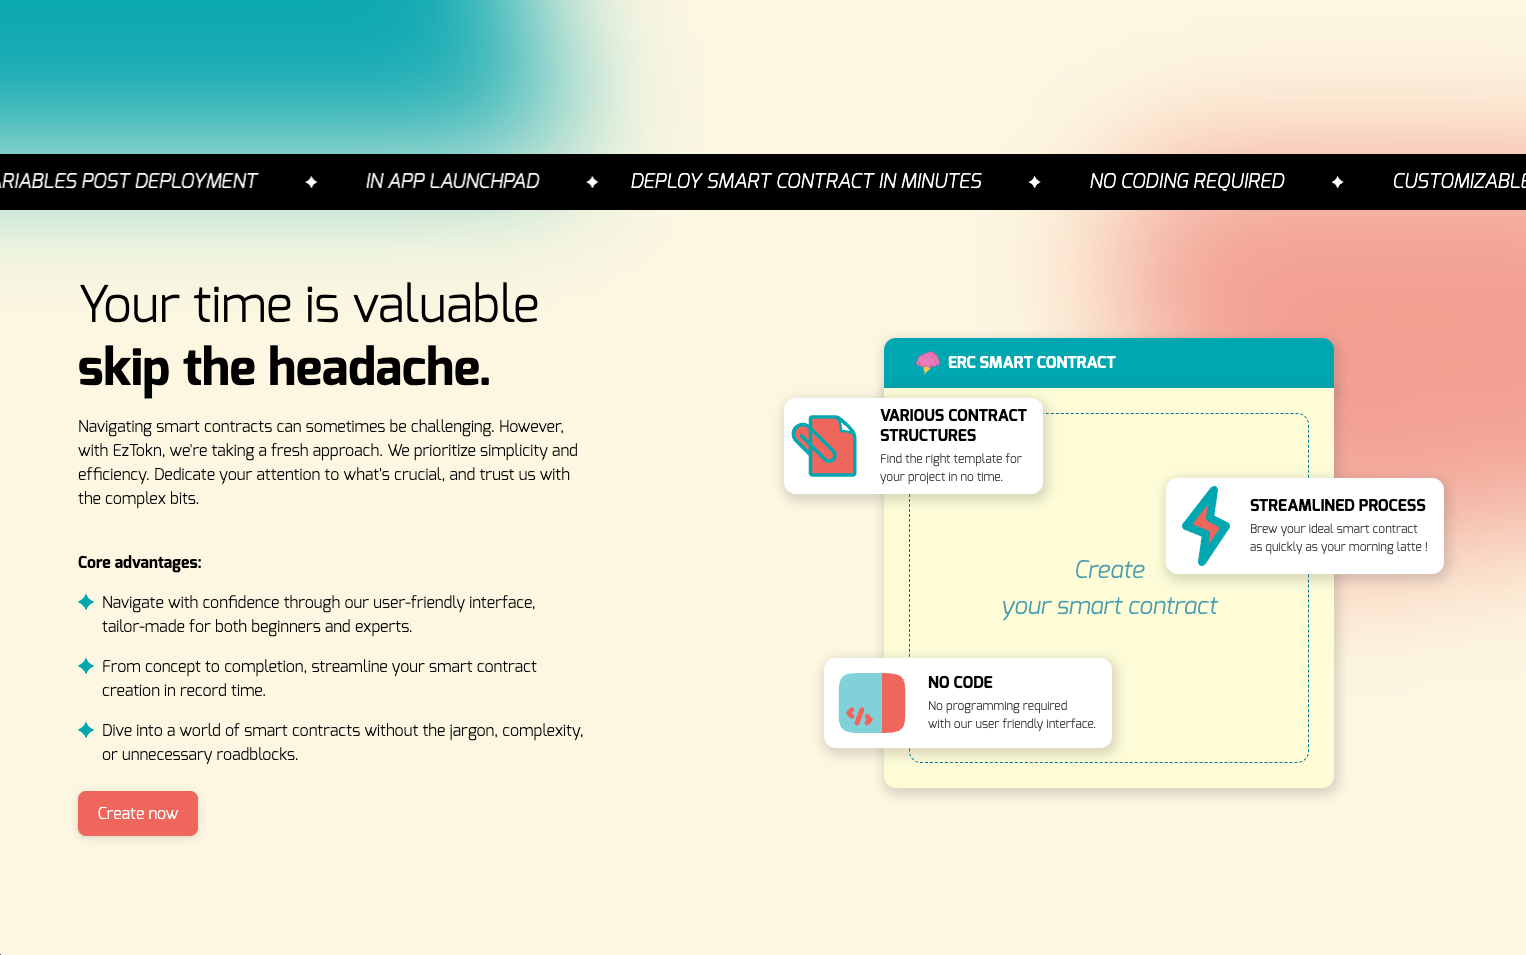 POST DEPLOYMENT ✦ IN APP LAUNCHPAD ✦ DEPLOY SMART CONTRACT IN MINUTES ✦ NO CODING REQUIRED ✦
Your time is valuable
skip the headache.
Navigating smart contracts can sometimes be challenging. However,
with EzTokn, we're taking a fresh approach. We prioritize simplicity and
efficiency. Dedicate your attention to what's crucial, and trust us with
the complex bits.
Core advantages:
Navigate with confidence through our user-friendly interface,
tailor-made for both beginners and experts.
From concept to completion, streamline your smart contract
creation in record time.
Dive into a world of smart contracts without the jargon, complexity,
or unnecessary roadblocks.
Create now
ERC SMART CONTRACT
VARIOUS CONTRACT
STRUCTURES
Find the right template for
your project in no time.
STREAMLINED PROCESS
Brew your ideal smart contract
as quickly as your morning latte !
Create
your smart contract
NO CODE
No programming required
with our user friendly interface.